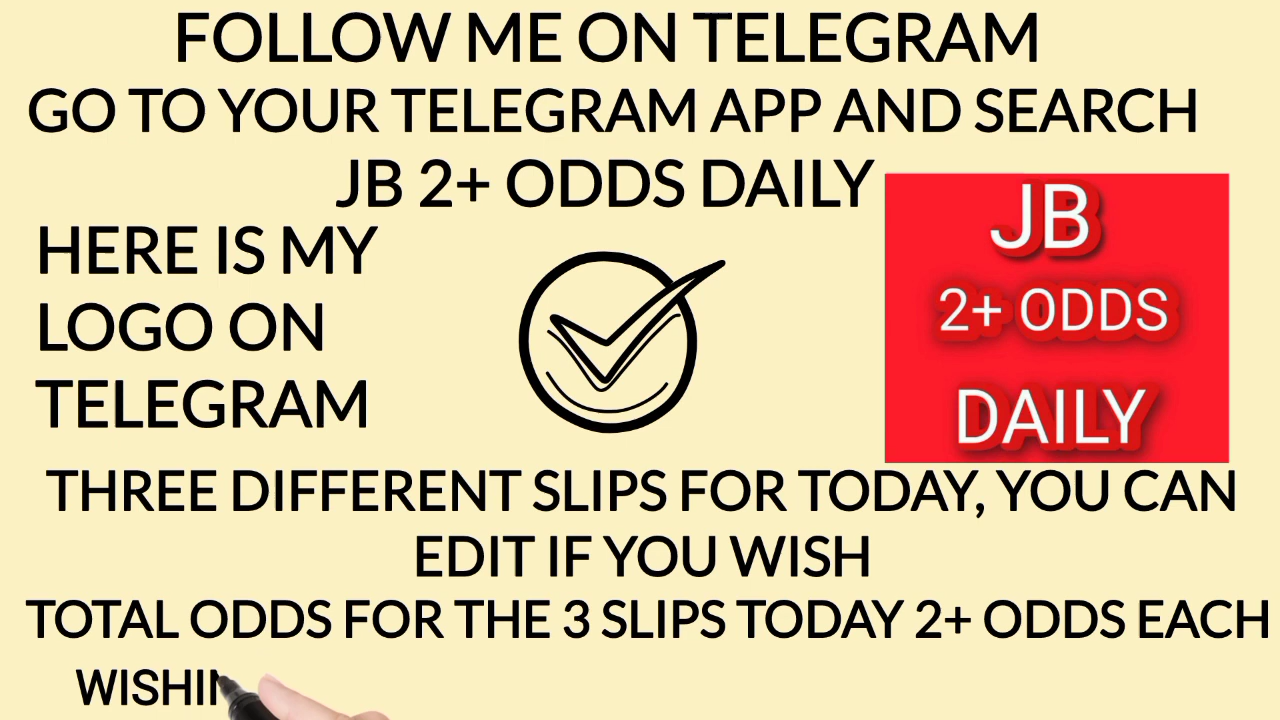 FOLLOW ME ON TELEGRAM
GO TO YOUR TELEGRAM APP AND SEARCH
JB 2+ ODDS DAILY
HERE IS MY
LOGO ON
TELEGRAM
JB
2+ ODDS
DAILY
THREE DIFFERENT SLIPS FOR TODAY, YOU CAN
EDIT IF YOU WISH
TOTAL ODDS FOR THE 3 SLIPS TODAY 2+ ODDS EACH